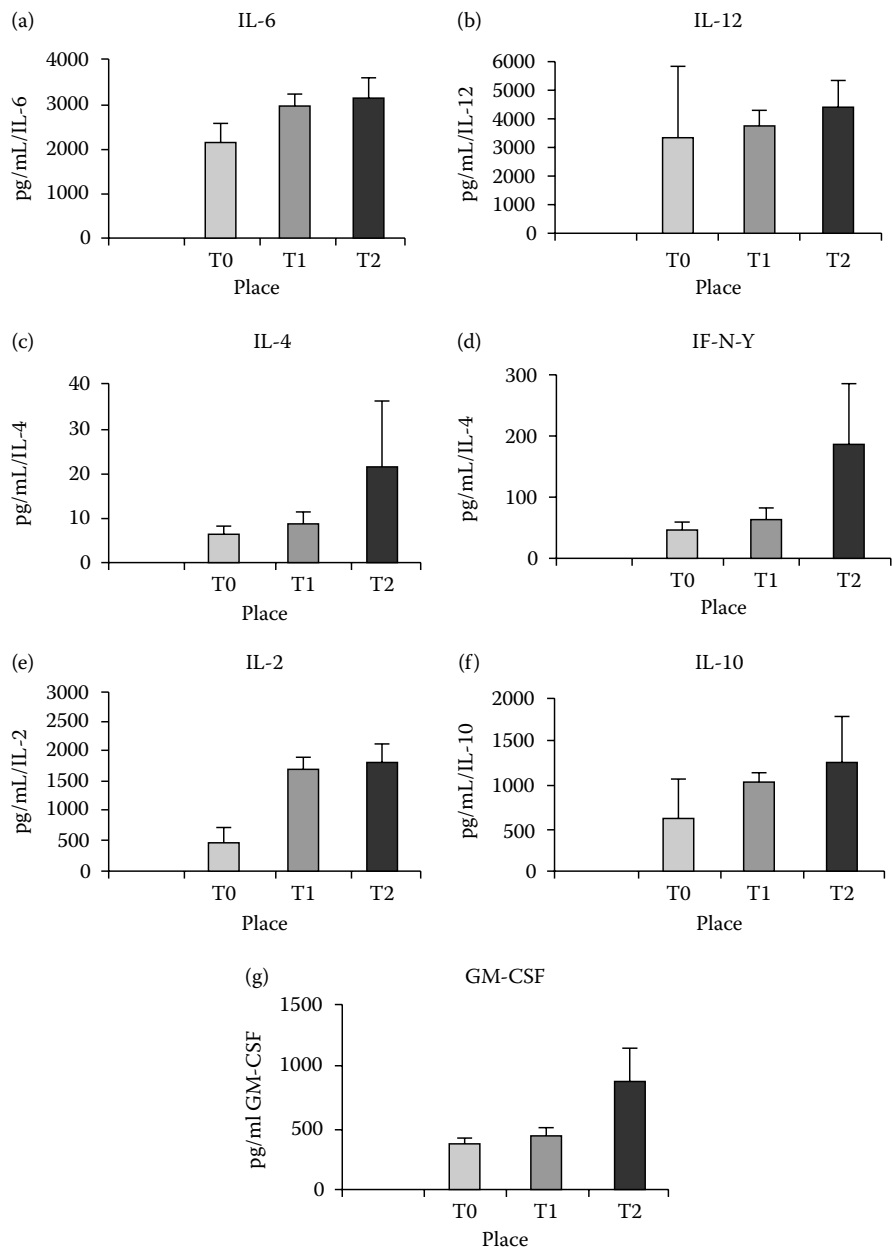 (a)
IL-6
pg/mL/IL-6
4000
3000
2000
1000
0
T0 T1 T2
Place
(b)
IL-12
pg/mL/IL-12
6000
5000
4000
3000
2000
1000
0
T0 T1 T2
Place
(c)
IL-4
pg/mL/IL-4
40
30
20
10
0
T0 T1 T2
Place
(d)
IF-N-Y
pg/mL/IL-4
300
200
100
0
T0 T1 T2
Place
(e)
IL-2
pg/mL/IL-2
3000
2500
2000
1500
1000
500
0
T0 T1 T2
Place
(f)
IL-10
pg/mL/IL-10
2000
1500
1000
500
0
T0 T1 T2
Place
(g)
GM-CSF
pg/ml GM-CSF
1500
1000
500
0
T0 T1 T2
Place